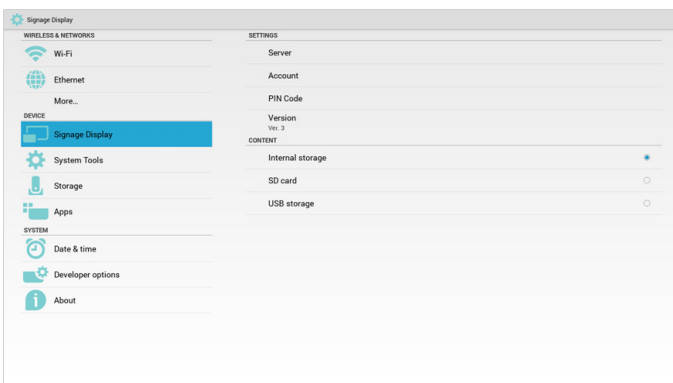 Signage Display
WIRELESS & NETWORKS
Wi-Fi
Ethernet
More...
DEVICE
Signage Display
System Tools
Storage
Apps
SYSTEM
Date & time
Developer options
About
SETTINGS
Server
Account
PIN Code
Version
Ver. 3
CONTENT
Internal storage
SD card
USB storage